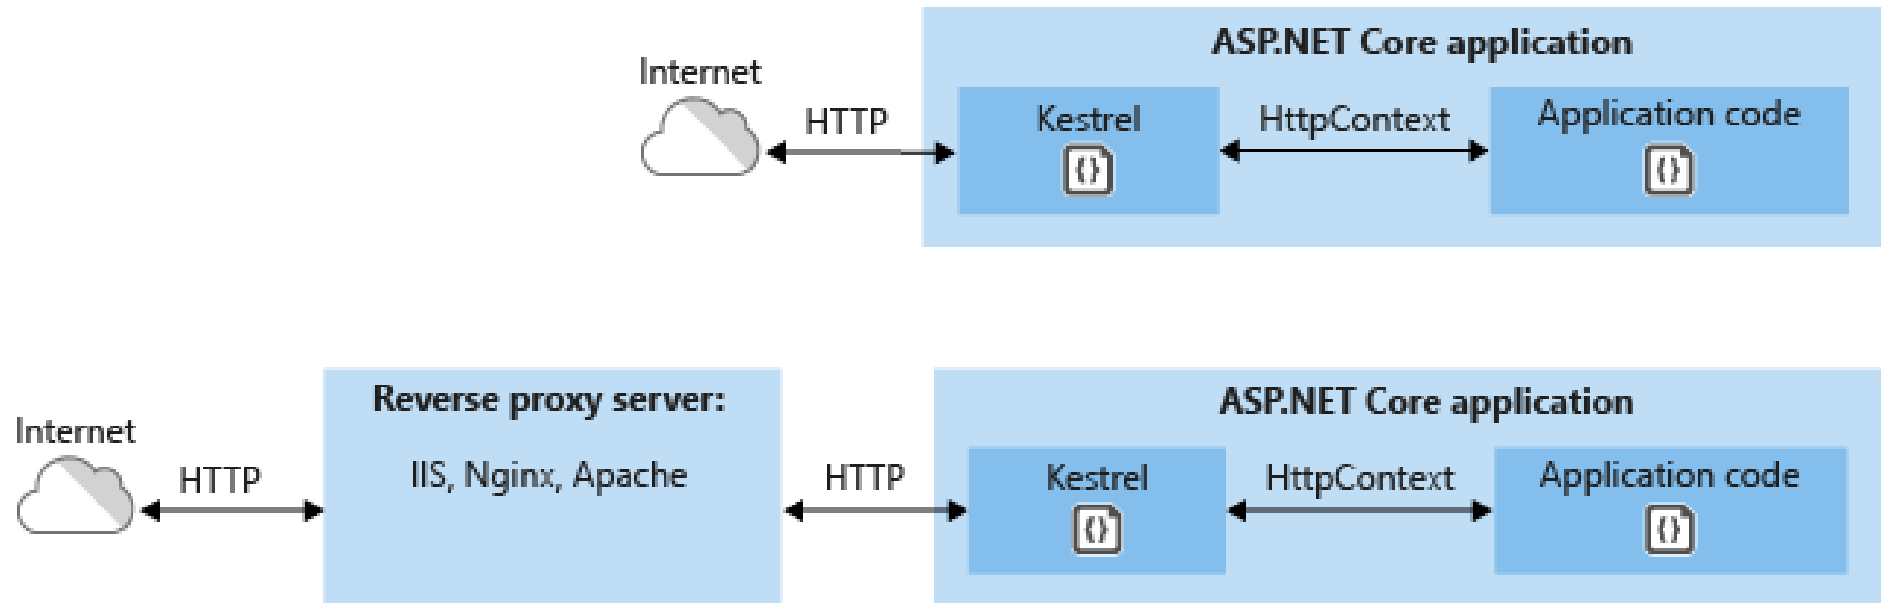 ASP.NET Core application
Internet
HTTP
Kestrel
{}
HttpContext
Application code
{}
Reverse proxy server:
IIS, Nginx, Apache
ASP.NET Core application
Internet
HTTP
HTTP
Kestrel
{}
HttpContext
Application code
{}